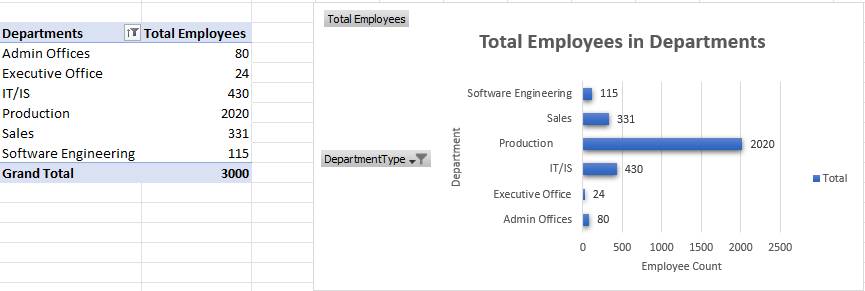 Departments Total Employees
Admin Offices 80
Executive Office 24
IT/IS 430
Production 2020
Sales 331
Software Engineering 115
Grand Total 3000
Total Employees
Total Employees in Departments
DepartmentType
Department
Software Engineering 115
Sales 331
Production 2020
IT/IS 430
Executive Office 24
Admin Offices 80
0 500 1000 1500 2000 2500
Employee Count
Total